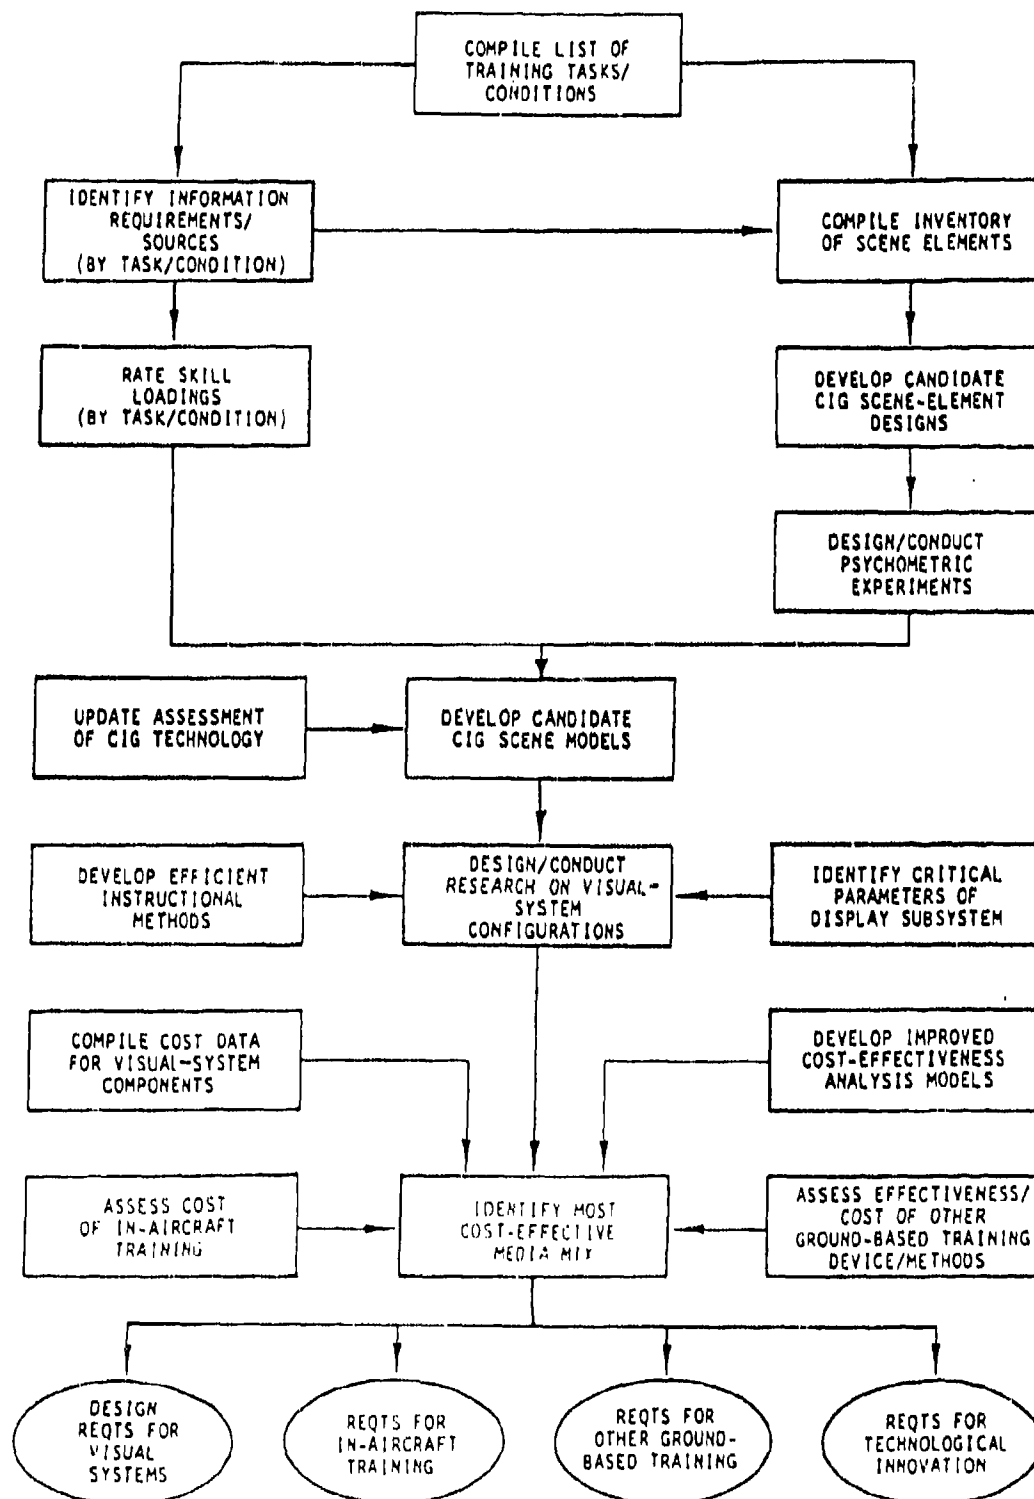 COMPILE LIST OF
TRAINING TASKS/
CONDITIONS
IDENTIFY INFORMATION
REQUIREMENTS/
SOURCES
(BY TASK/CONDITION)
COMPILE INVENTORY
OF SCENE ELEMENTS
RATE SKILL
LOADINGS
(BY TASK/CONDITION)
DEVELOP CANDIDATE
CIG SCENE-ELEMENT
DESIGNS
DESIGN/CONDUCT
PSYCHOMETRIC
EXPERIMENTS
UPDATE ASSESSMENT
OF CIG TECHNOLOGY
DEVELOP CANDIDATE
CIG SCENE MODELS
DEVELOP EFFICIENT
INSTRUCTIONAL
METHODS
DESIGN/CONDUCT
RESEARCH ON VISUAL-
SYSTEM
CONFIGURATIONS
IDENTIFY CRITICAL
PARAMETERS OF
DISPLAY SUBSYSTEM
COMPILE COST DATA
FOR VISUAL-SYSTEM
COMPONENTS
DEVELOP IMPROVED
COST-EFFECTIVENESS
ANALYSIS MODELS
ASSESS COST
OF IN-AIRCRAFT
TRAINING
IDENTIFY MOST
COST-EFFECTIVE
MEDIA MIX
ASSESS EFFECTIVENESS/
COST OF OTHER
GROUND-BASED TRAINING
DEVICE/METHODS
DESIGN
REQTS FOR
VISUAL
SYSTEMS
REQTS FOR
IN-AIRCRAFT
TRAINING
REQTS FOR
OTHER GROUND-
BASED TRAINING
REQTS FOR
TECHNOLOGICAL
INNOVATION